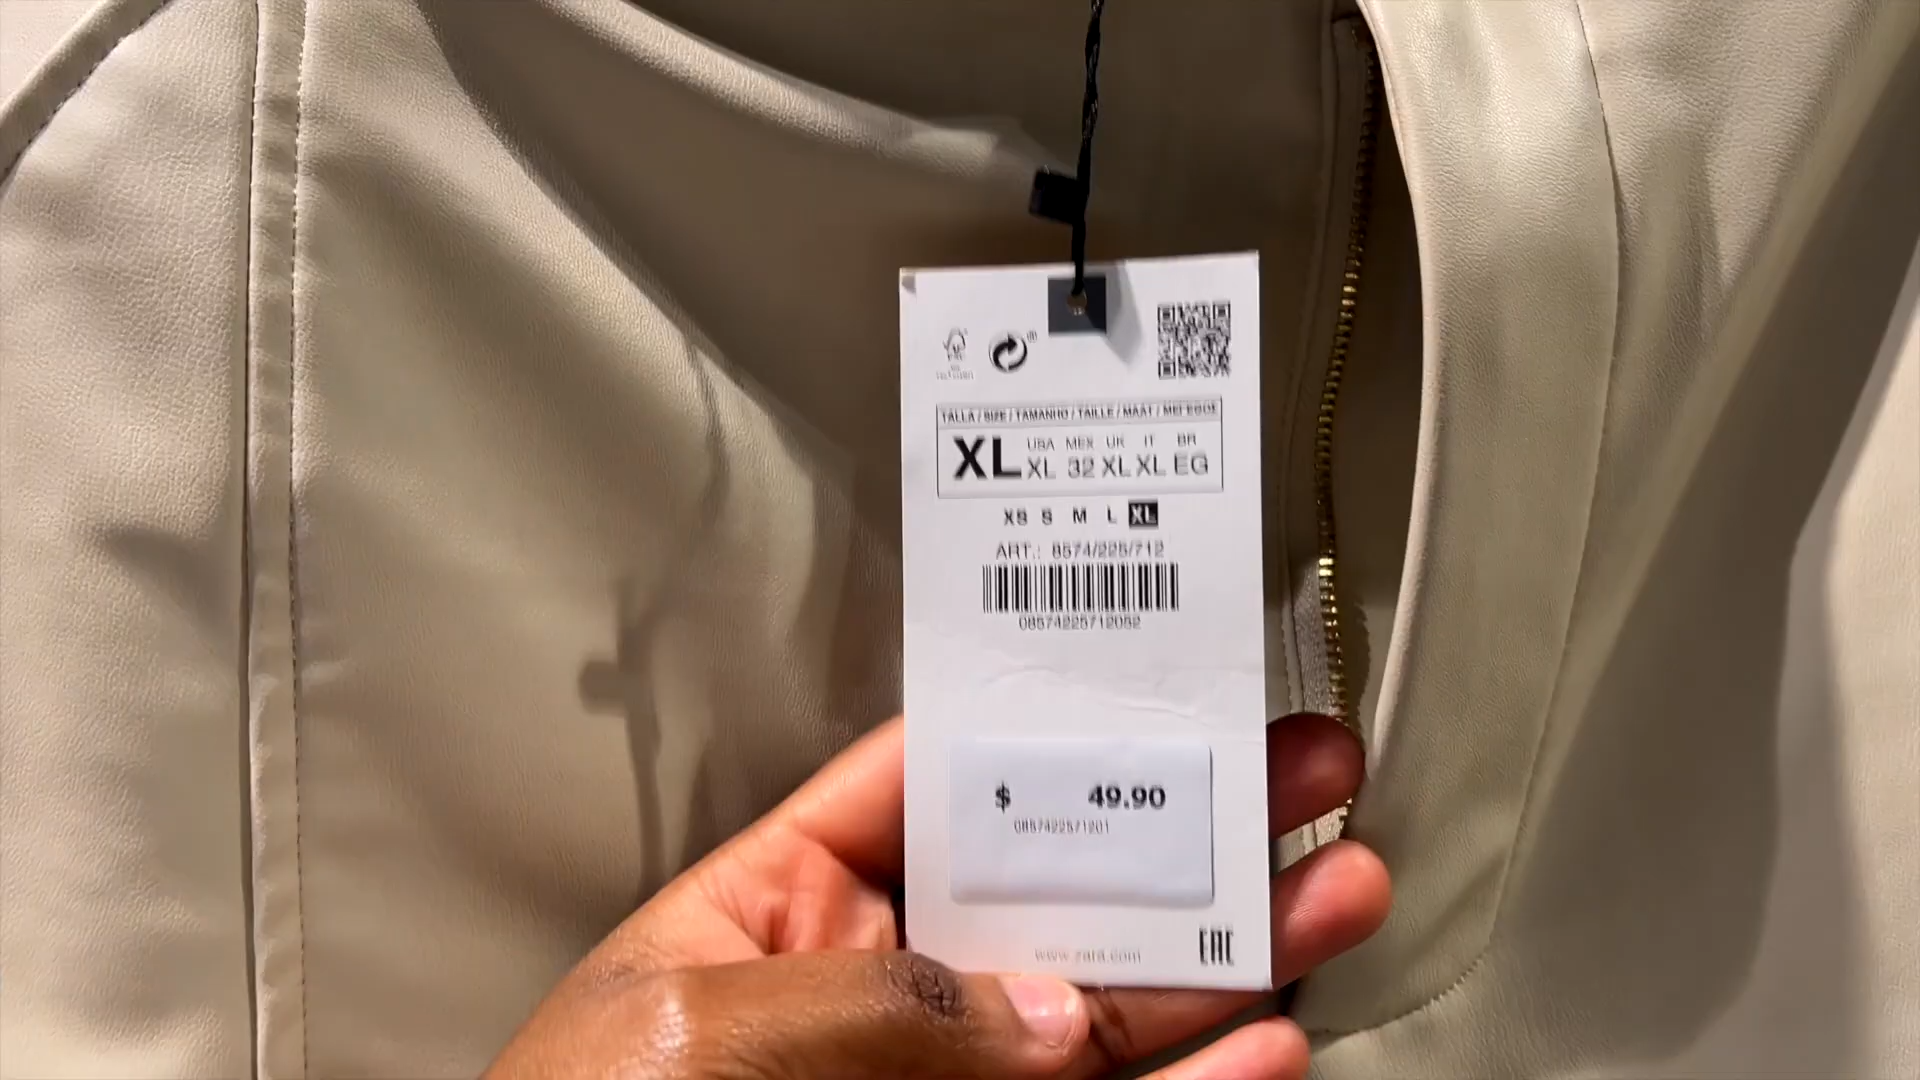 TALLA / SIZE / TAMANHO / TAILLE / MAAT / ΜΕΓΕΘΟΣ
XL
USA MEX UK IT BR
XL 32 XL XL EG
XS S M L XL
ART.: 8574/225/712
08574225712052
$ 49.90
0857422571201
www.zara.com
EAC